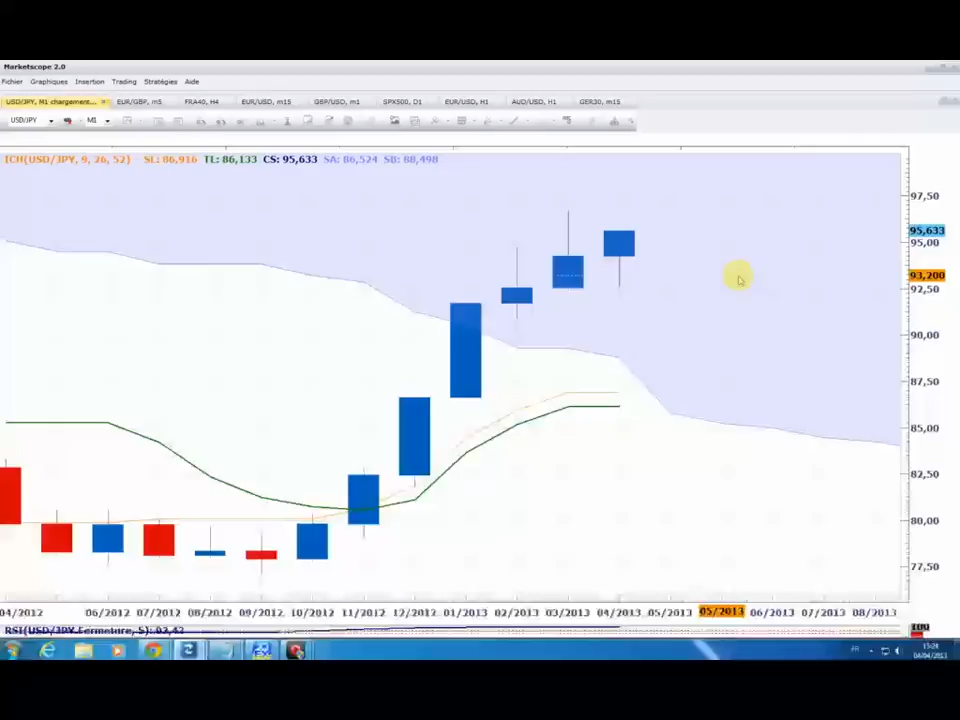 Marketscope 2.0
Fichier Graphiques Insertion Trading Stratégies Aide
USD/JPY, M1 chargement... EUR/GBP, m5 FRA40, H4 EUR/USD, m15 GBP/USD, m1 SPX500, D1 EUR/USD, H1 AUD/USD, H1 GER30, m15
USD/JPY M1
ICH(USD/JPY, 9, 26, 52) SL: 86,916 TL: 86,133 CS: 95,633 SA: 86,524 SB: 88,498
97,50
95,633
95,00
93,200
92,50
90,00
87,50
85,00
82,50
80,00
77,50
04/2012 06/2012 07/2012 08/2012 09/2012 10/2012 11/2012 12/2012 01/2013 02/2013 03/2013 04/2013 05/2013 05/2013 06/2013 07/2013 08/2013
RSI(USD/JPY.Fermeture, 5):
FR
15:24
04/04/2013